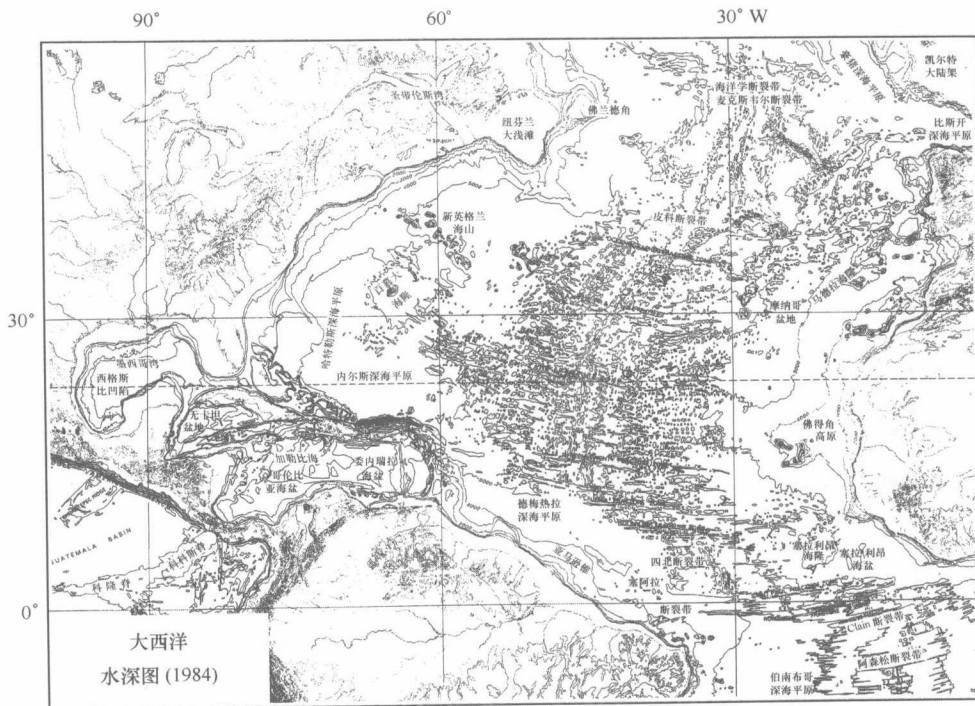 90° 60° 30° W
凯尔特
大陆架
圣劳伦斯湾
佛兰德角
纽芬兰
大浅滩
海洋学断裂带
麦克斯韦尔断裂带
比斯开
深海平原
新英格兰
海山
皮科断裂带
摩纳哥
盆地
30°
哈特勒斯深海平原
墨西哥湾
西格斯
比凹陷
内尔斯深海平原
尤卡坦
盆地
佛得角
高原
加勒比海
哥伦比
亚海盆
委内瑞拉
海盆
德梅热拉
深海平原
UATEMALA BASIN
四北断裂带
塞拉利昂
海隆
塞拉利昂
海盆
塞阿拉
断裂带
0°
Clain 断裂带
阿森松断裂带
伯南布哥
深海平原
大西洋
水深图 (1984)